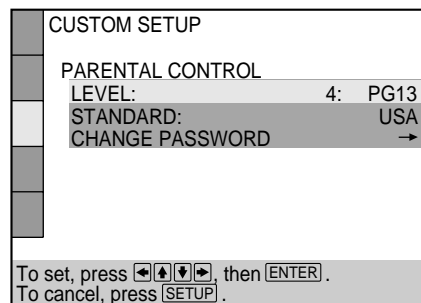 CUSTOM SETUP
PARENTAL CONTROL
LEVEL: 4: PG13
STANDARD: USA
CHANGE PASSWORD →
To set, press ←↑↓→, then ENTER.
To cancel, press SETUP.